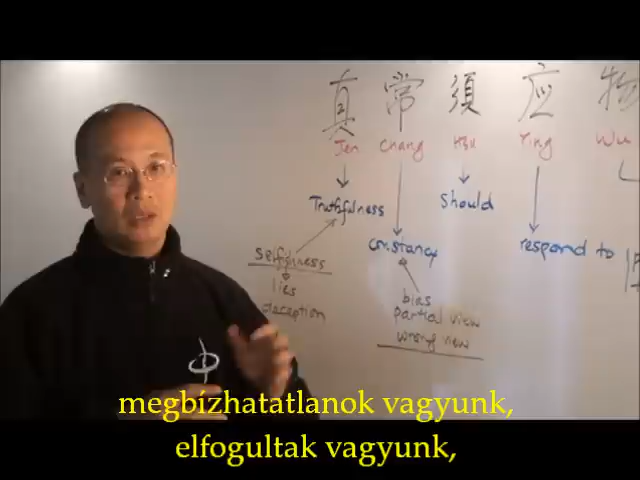 真 常 須 应 物
Jen Chang HSU Ying Wu
Truthfulness should
constancy respond to
selfishness
lies
deception
bias
partial view
wrong view
megbízhatatlanok vagyunk,
elfogultak vagyunk,